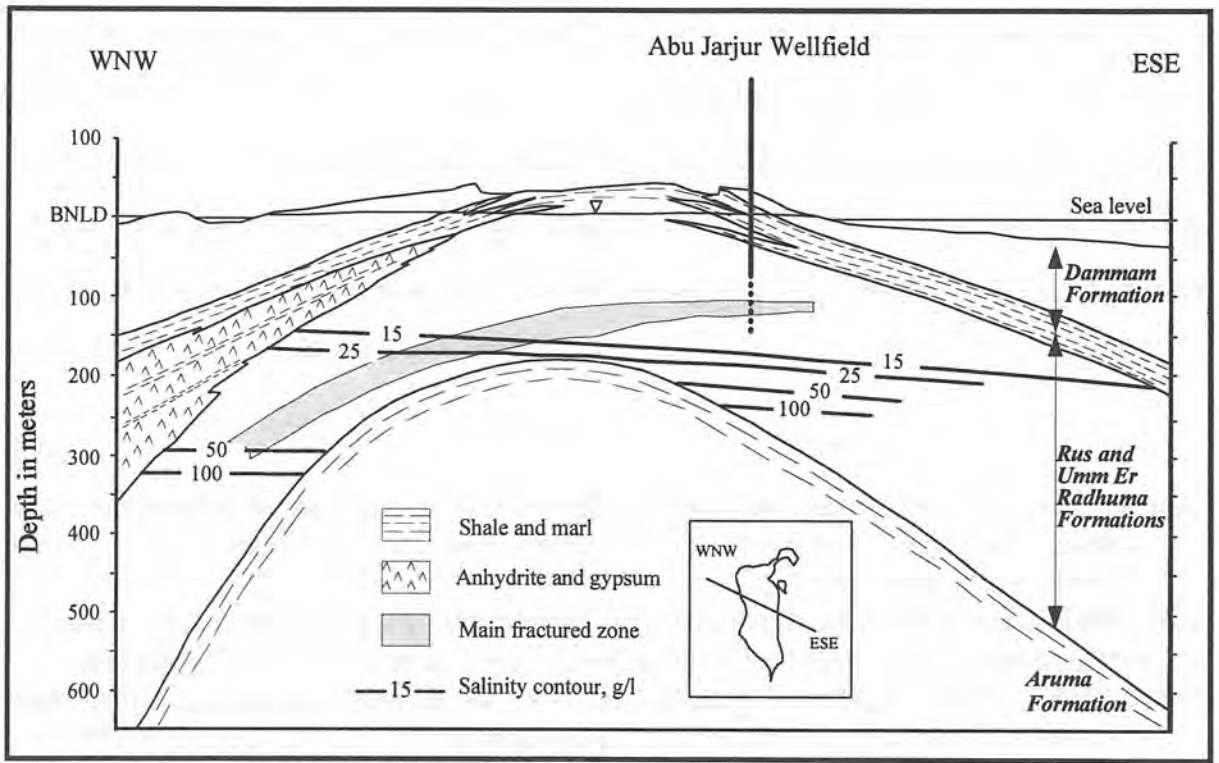 WNW
Abu Jarjur Wellfield
ESE
100
BNLD
Sea level
100
200
300
400
500
600
Depth in meters
15
25
50
100
15
25
50
100
Dammam
Formation
Rus and
Umm Er
Radhuma
Formations
Aruma
Formation
Shale and marl
Anhydrite and gypsum
Main fractured zone
15
Salinity contour, g/l
WNW
ESE